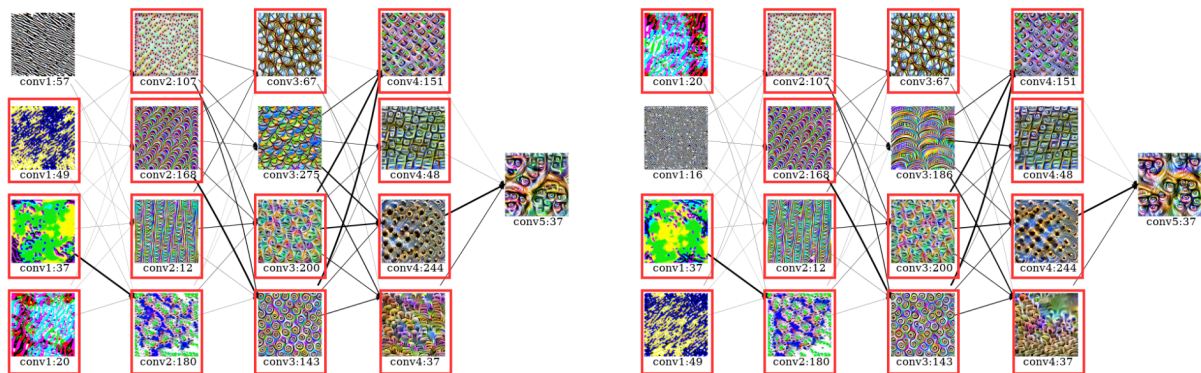 conv1:57 conv2:107 conv3:67 conv4:151
conv1:49 conv2:168 conv3:275 conv4:48
conv5:37
conv1:37 conv2:12 conv3:200 conv4:244
conv1:20 conv2:180 conv3:143 conv4:37
conv1:20 conv2:107 conv3:67 conv4:151
conv1:16 conv2:168 conv3:186 conv4:48
conv5:37
conv1:37 conv2:12 conv3:200 conv4:244
conv1:49 conv2:180 conv3:143 conv4:37